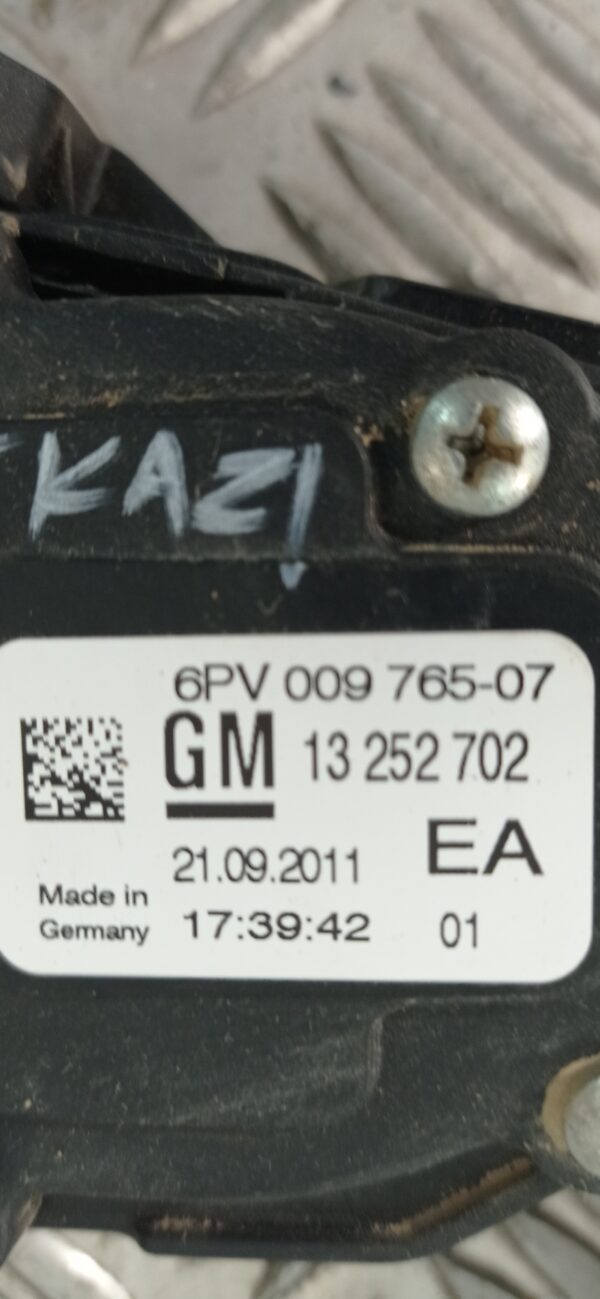 KAZI
6PV 009 765-07
GM 13 252 702
EA
21.09.2011
Made in
Germany
17:39:42
01